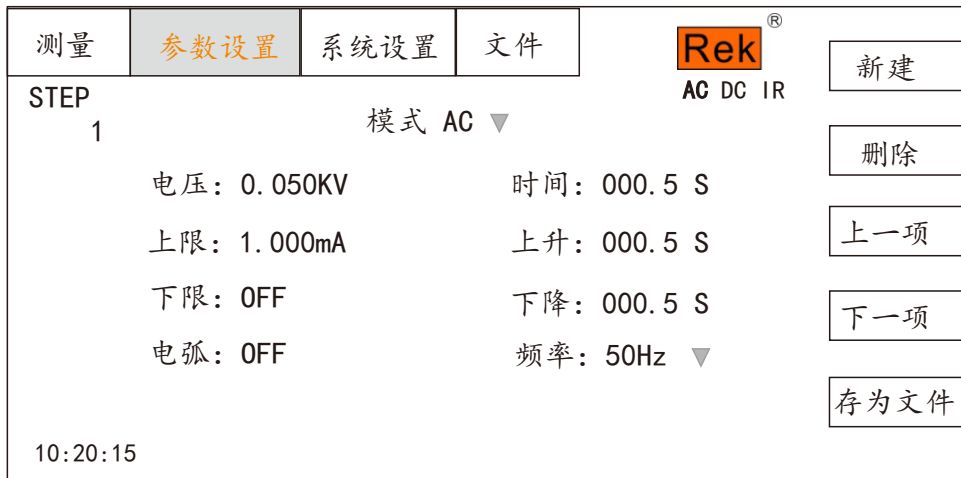 测量 参数设置 系统设置 文件 Rek ®
AC DC IR
新建
STEP
1
模式 AC ▼
删除
电压: 0.050KV 时间: 000.5 S
上限: 1.000mA 上升: 000.5 S
上一项
下限: OFF 下降: 000.5 S
下一项
电弧: OFF 频率: 50Hz ▼
存为文件
10:20:15